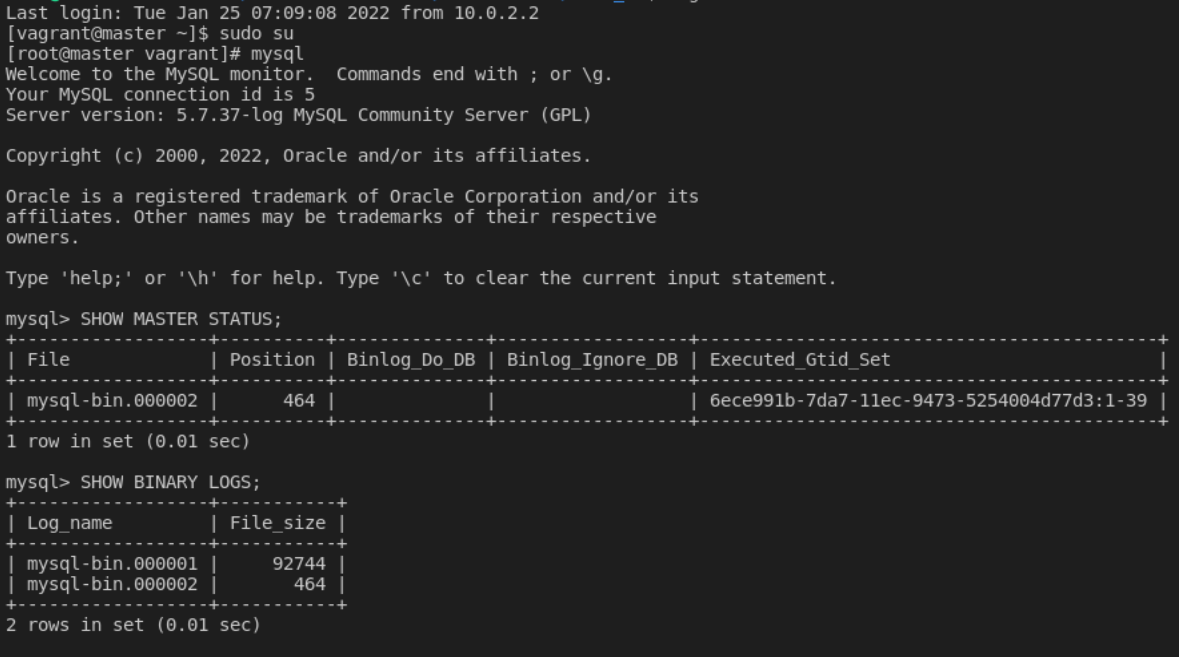 Last login: Tue Jan 25 07:09:08 2022 from 10.0.2.2
[vagrant@master ~]$ sudo su
[root@master vagrant]# mysql
Welcome to the MySQL monitor.  Commands end with ; or \g.
Your MySQL connection id is 5
Server version: 5.7.37-log MySQL Community Server (GPL)

Copyright (c) 2000, 2022, Oracle and/or its affiliates.

Oracle is a registered trademark of Oracle Corporation and/or its
affiliates. Other names may be trademarks of their respective
owners.

Type 'help;' or '\h' for help. Type '\c' to clear the current input statement.

mysql> SHOW MASTER STATUS;
+------------------+----------+--------------+------------------+------------------------------------------+
| File             | Position | Binlog_Do_DB | Binlog_Ignore_DB | Executed_Gtid_Set                        |
+------------------+----------+--------------+------------------+------------------------------------------+
| mysql-bin.000002 |      464 |              |                  | 6ece991b-7da7-11ec-9473-5254004d77d3:1-39 |
+------------------+----------+--------------+------------------+------------------------------------------+
1 row in set (0.01 sec)

mysql> SHOW BINARY LOGS;
+------------------+-----------+
| Log_name         | File_size |
+------------------+-----------+
| mysql-bin.000001 |     92744 |
| mysql-bin.000002 |       464 |
+------------------+-----------+
2 rows in set (0.01 sec)